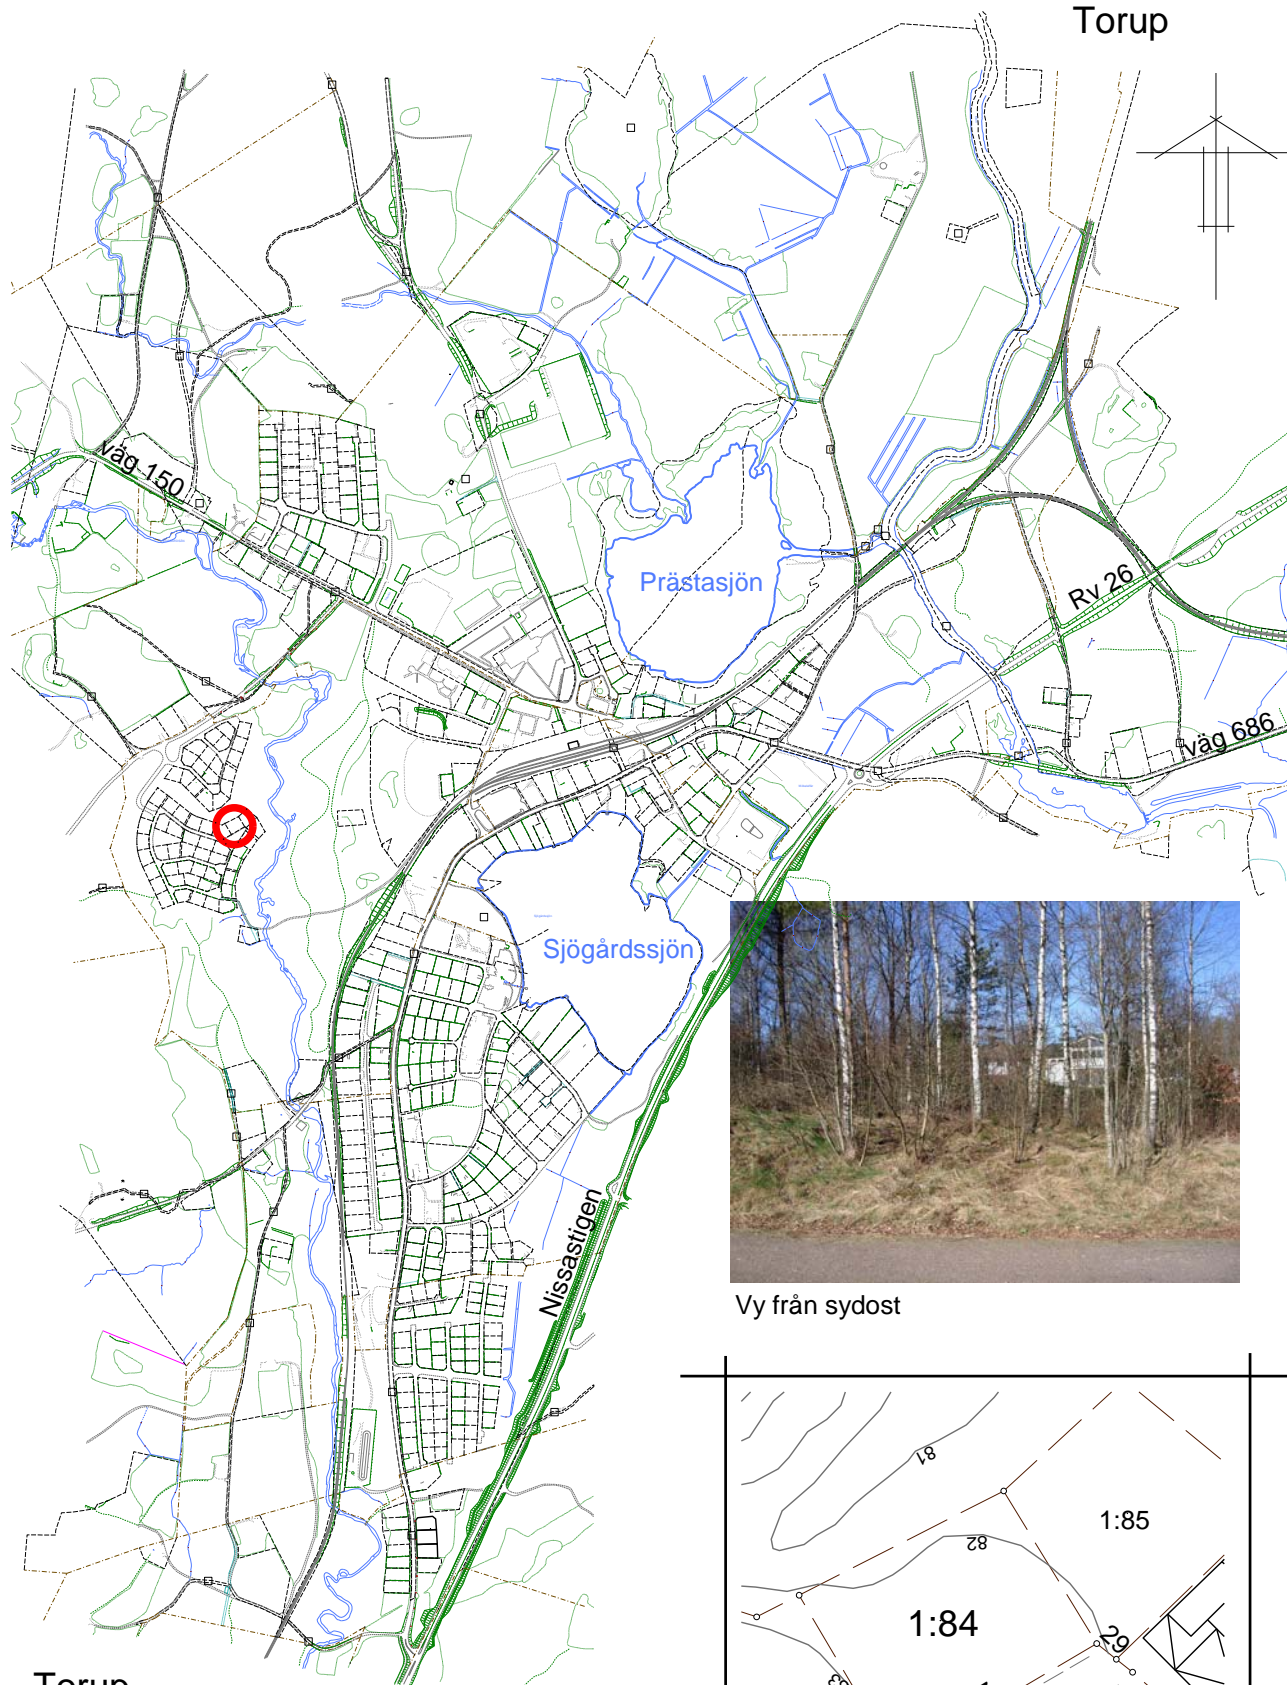 Torup
väg 150
Prästasjön
Rv 26
väg 686
Sjögårdssjön
Nissastigen
Vy från sydost
81
1:85
82
1:84
29
Torup